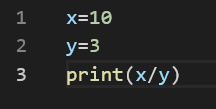 1 x=10
2 y=3
3 print(x/y)